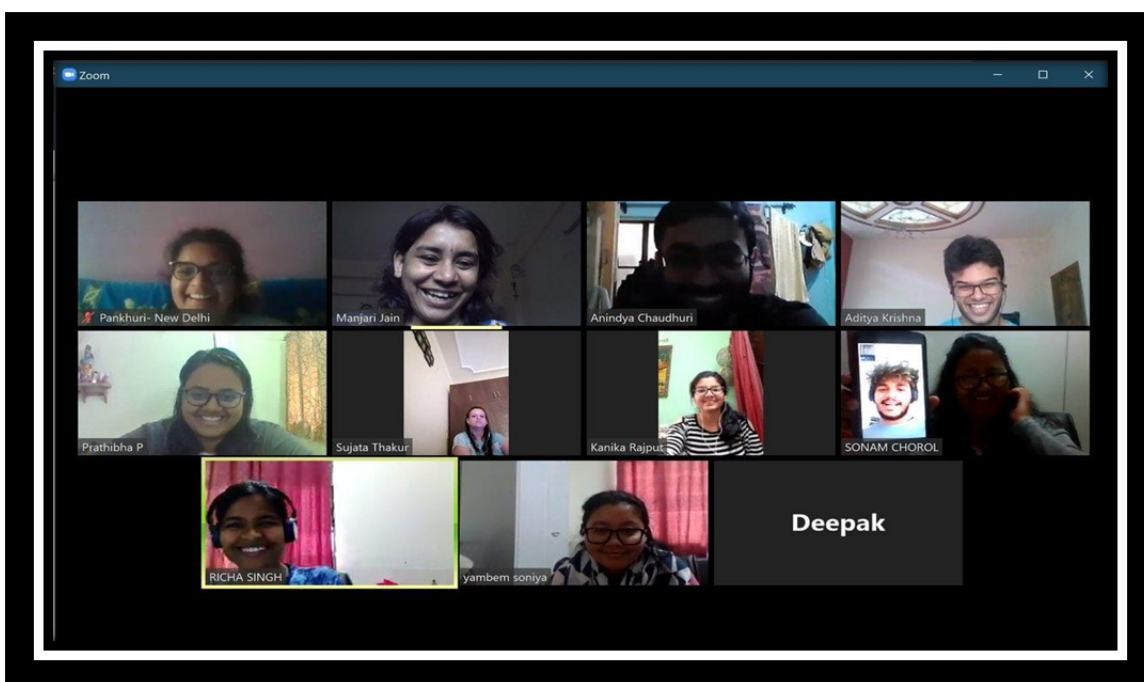 Zoom
Pankhuri- New Delhi
Manjari Jain
Anindya Chaudhuri
Aditya Krishna
Prathibha P
Sujata Thakur
Kanika Rajput
SONAM CHOROL
RICHA SINGH
yambem soniya
Deepak